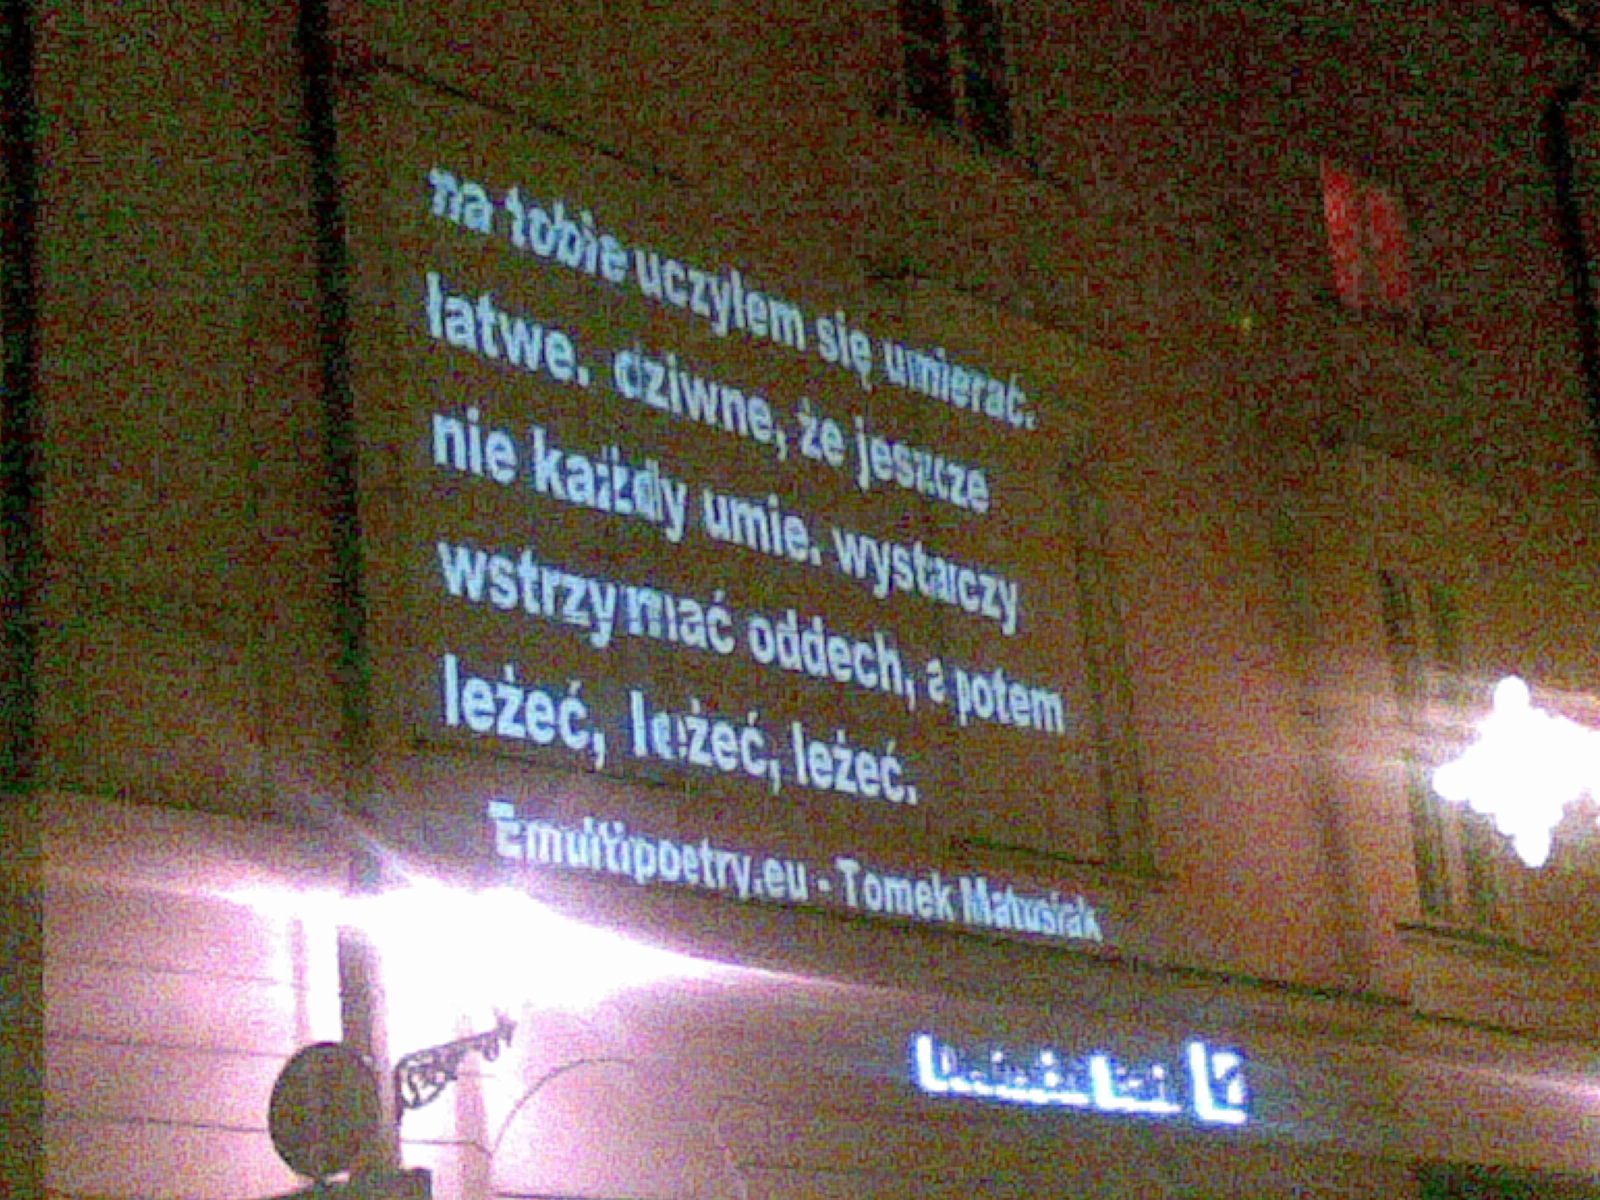 na tobie uczyłem się umierać.
łatwe. dziwne, że jeszcze
nie każdy umie. wystarczy
wstrzymać oddech, a potem
leżeć, leżeć, leżeć.
Emultipoetry.eu - Tomek Matusiak